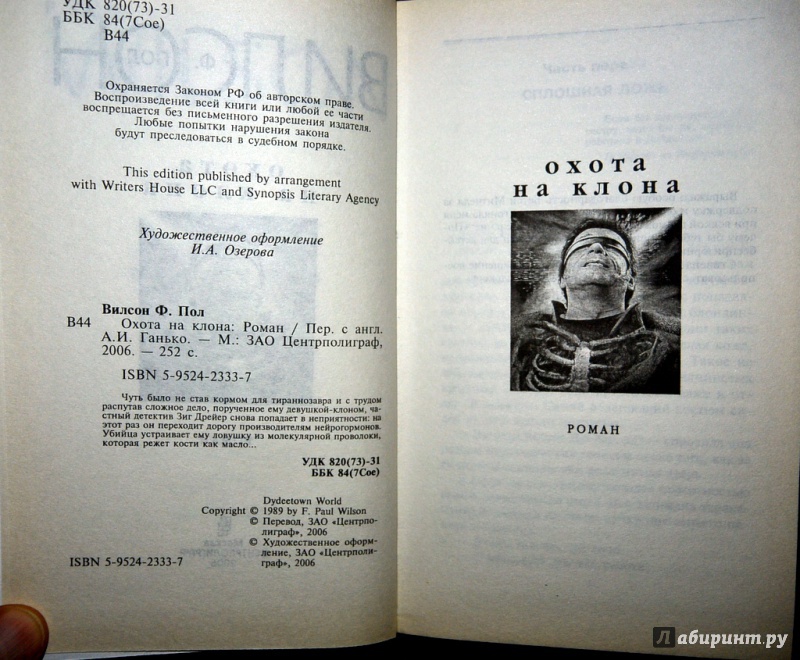 УДК 820(73)-31
ББК 84(7Сое)
В44
Охраняется Законом РФ об авторском праве.
Воспроизведение всей книги или любой ее части
воспрещается без письменного разрешения издателя.
Любые попытки нарушения закона
будут преследоваться в судебном порядке.
This edition published by arrangement
with Writers House LLC and Synopsis Literary Agency
Художественное оформление
И.А. Озерова
Вилсон Ф. Пол
В44 Охота на клона: Роман / Пер. с англ.
А.И. Ганько. — М.: ЗАО Центрполиграф,
2006. — 252 с.
ISBN 5-9524-2333-7
Чуть было не став кормом для тираннозавра и с трудом
распутав сложное дело, порученное ему девушкой-клоном, час-
тный детектив Зиг Дрейер снова попадает в неприятности: на
этот раз он переходит дорогу производителям нейрогормонов.
Убийца устраивает ему ловушку из молекулярной проволоки,
которая режет кости как масло...
УДК 820(73)-31
ББК 84(7Сое)
Dydeetown World
Copyright © 1989 by F. Paul Wilson
© Перевод, ЗАО «Центрпо-
лиграф», 2006
© Художественное оформ-
ление, ЗАО «Центрполи-
граф», 2006
ISBN 5-9524-2333-7
ОХОТА
НА КЛОНА
РОМАН
Лабиринт.ру